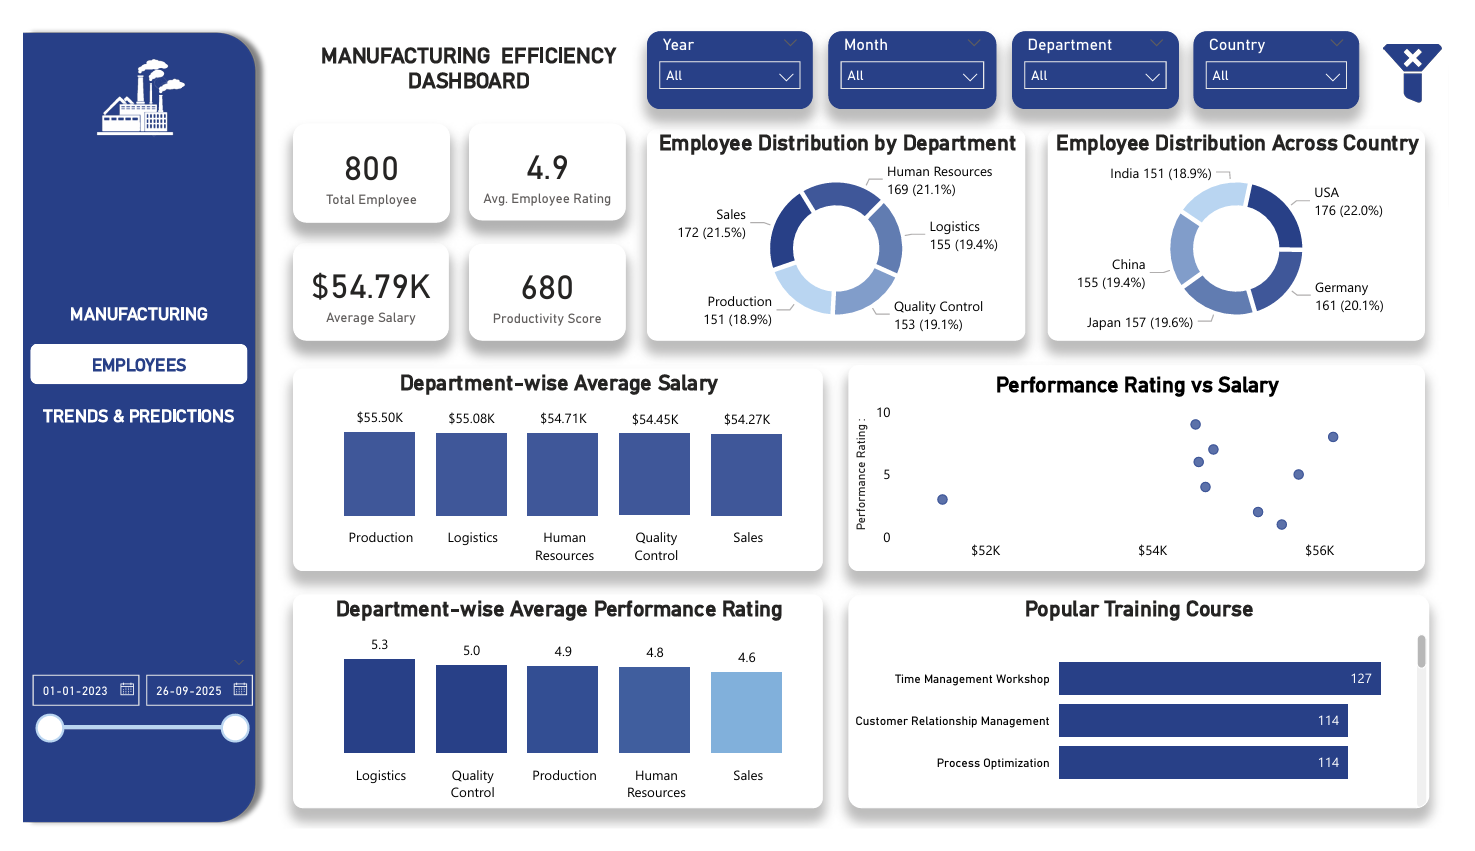 MANUFACTURING EFFICIENCY
DASHBOARD
Year
All
Month
All
Department
All
Country
All
MANUFACTURING
EMPLOYEES
TRENDS & PREDICTIONS
01-01-2023
26-09-2025
800
Total Employee
4.9
Avg. Employee Rating
$54.79K
Average Salary
680
Productivity Score
Employee Distribution by Department
Human Resources
169 (21.1%)
Logistics
155 (19.4%)
Quality Control
153 (19.1%)
Production
151 (18.9%)
Sales
172 (21.5%)
Employee Distribution Across Country
India 151 (18.9%)
USA
176 (22.0%)
Germany
161 (20.1%)
Japan 157 (19.6%)
China
155 (19.4%)
Department-wise Average Salary
$55.50K
$55.08K
$54.71K
$54.45K
$54.27K
Production
Logistics
Human
Resources
Quality
Control
Sales
Performance Rating vs Salary
Performance Rating :
10
5
0
$52K
$54K
$56K
Department-wise Average Performance Rating
5.3
5.0
4.9
4.8
4.6
Logistics
Quality
Control
Production
Human
Resources
Sales
Popular Training Course
Time Management Workshop
127
Customer Relationship Management
114
Process Optimization
114